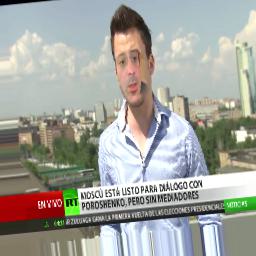 MOSCÚ ESTÁ LISTO PARA DIÁLOGO CON
EN VIVO RT POROSHENKO, PERO SIN MEDIADORES
ZULUAGA GANA LA PRIMERA VUELTA DE LAS ELECCIONES PRESIDENCIALES